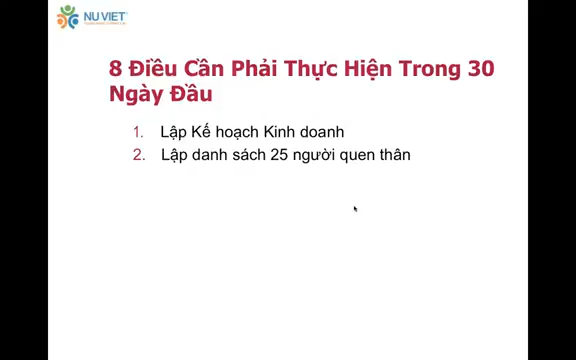 NU VIET
8 Điều Cần Phải Thực Hiện Trong 30
Ngày Đầu
1. Lập Kế hoạch Kinh doanh
2. Lập danh sách 25 người quen thân